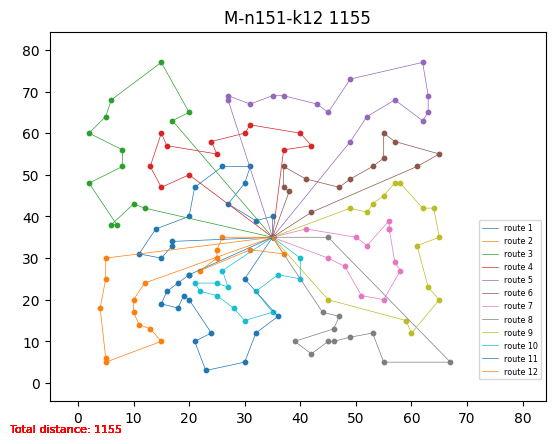 M-n151-k12 1155
80
70
60
50
40
30
20
10
0
0 10 20 30 40 50 60 70 80
route 1
route 2
route 3
route 4
route 5
route 6
route 7
route 8
route 9
route 10
route 11
route 12
Total distance: 1155